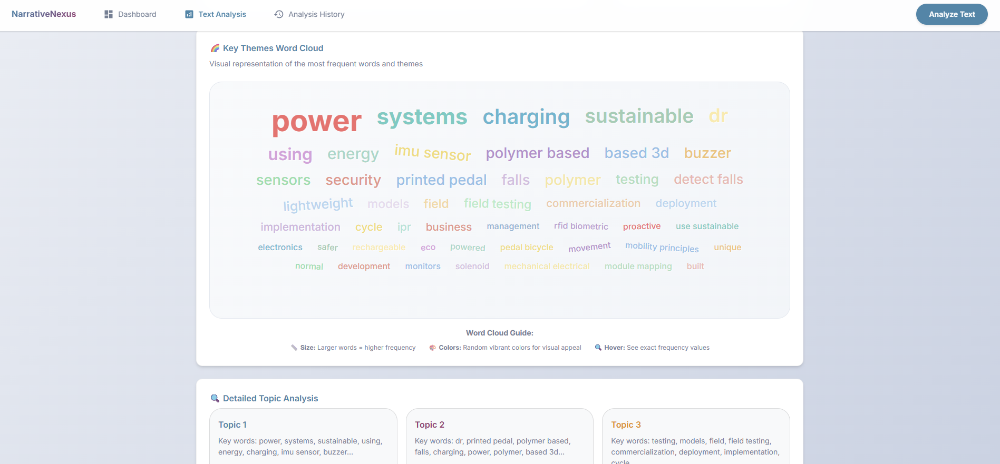 NarrativeNexus Dashboard Text Analysis Analysis History Analyze Text
Key Themes Word Cloud
Visual representation of the most frequent words and themes
power systems charging sustainable dr
using energy imu sensor polymer based based 3d buzzer
sensors security printed pedal falls polymer testing detect falls
lightweight models field field testing commercialization deployment
implementation cycle ipr business management rfid biometric proactive use sustainable
electronics safer rechargeable eco powered pedal bicycle movement mobility principles unique
normal development monitors solenoid mechanical electrical module mapping built
Word Cloud Guide:
Size: Larger words = higher frequency Colors: Random vibrant colors for visual appeal Hover: See exact frequency values
Detailed Topic Analysis
Topic 1
Key words: power, systems, sustainable, using,
energy, charging, imu sensor, buzzer...
Topic 2
Key words: dr, printed pedal, polymer based,
falls, charging, power, polymer, based 3d...
Topic 3
Key words: testing, models, field, field testing,
commercialization, deployment, implementation,
cycle